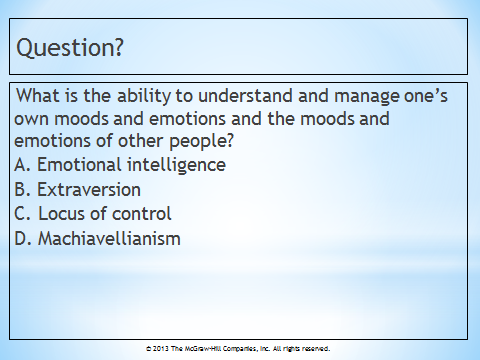 Question?
What is the ability to understand and manage one’s
own moods and emotions and the moods and
emotions of other people?
A. Emotional intelligence
B. Extraversion
C. Locus of control
D. Machiavellianism
© 2013 The McGraw-Hill Companies, Inc. All rights reserved.